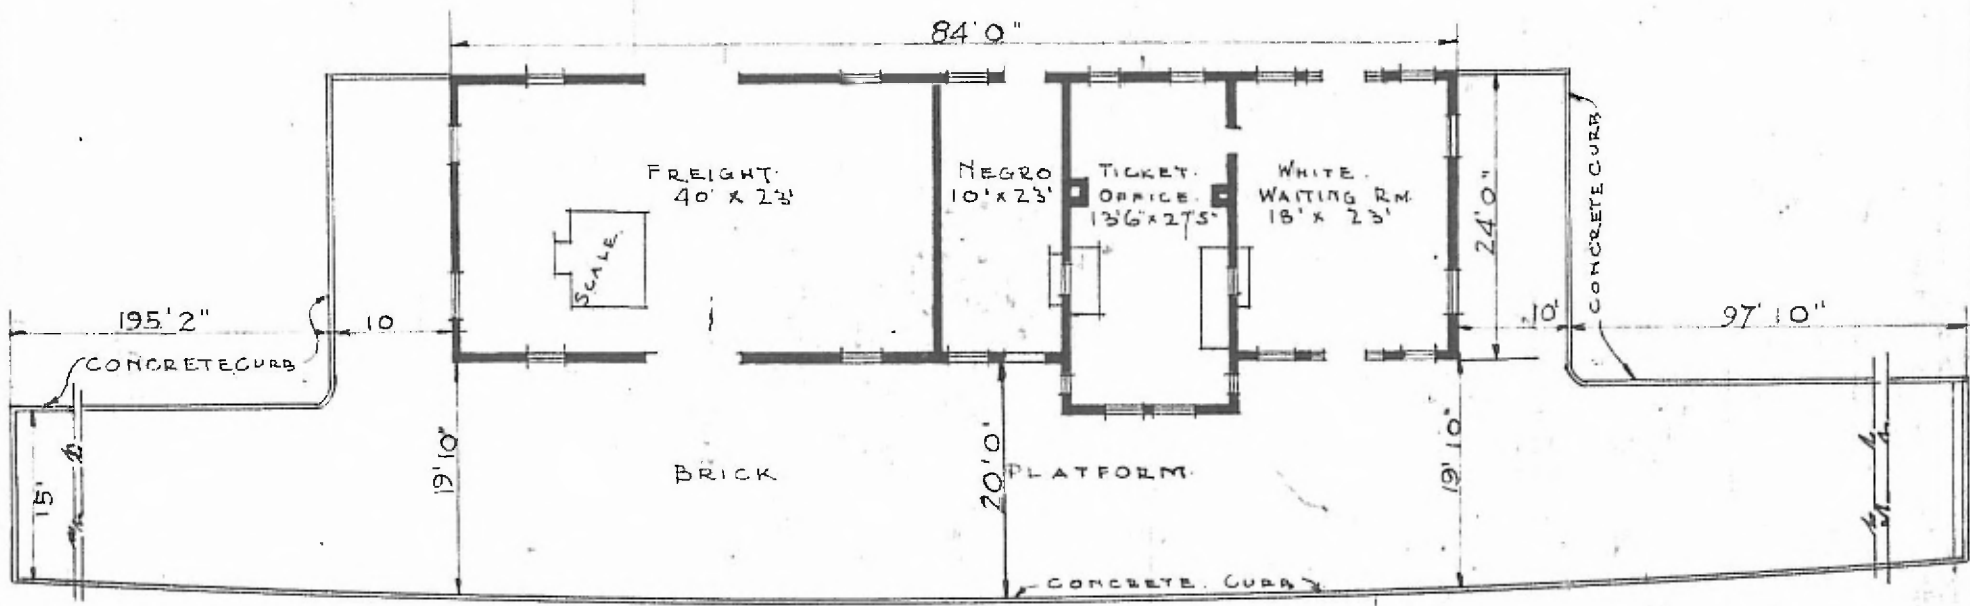 84'0"
FREIGHT.
40' x 23'
NEGRO
10' x 23'
TICKET.
OFFICE.
13'6" x 27'5"
WHITE.
WAITING RM.
18' x 23'
SCALE.
24'0"
CONCRETE CURB
195'2"
10
10'
97'10"
CONCRETE CURB
15'
19'10"
BRICK
20'0"
PLATFORM.
19'10"
CONCRETE. CURB